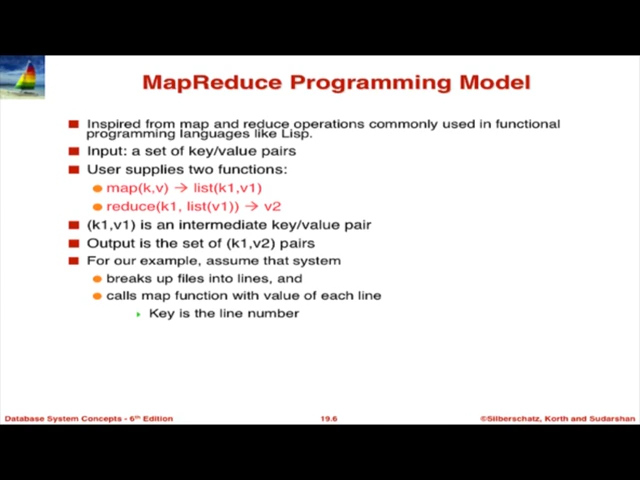 MapReduce Programming Model
Inspired from map and reduce operations commonly used in functional
programming languages like Lisp.
Input: a set of key/value pairs
User supplies two functions:
map(k,v) → list(k1,v1)
reduce(k1, list(v1)) → v2
(k1,v1) is an intermediate key/value pair
Output is the set of (k1,v2) pairs
For our example, assume that system
breaks up files into lines, and
calls map function with value of each line
Key is the line number
Database System Concepts - 6th Edition
19.6
©Silberschatz, Korth and Sudarshan